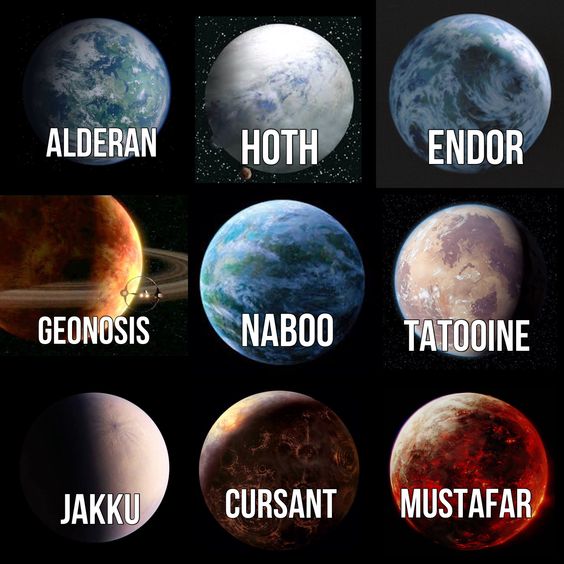 ALDERAN
HOTH
ENDOR
GEONOSIS
NABOO
TATOOINE
JAKKU
CURSANT
MUSTAFAR